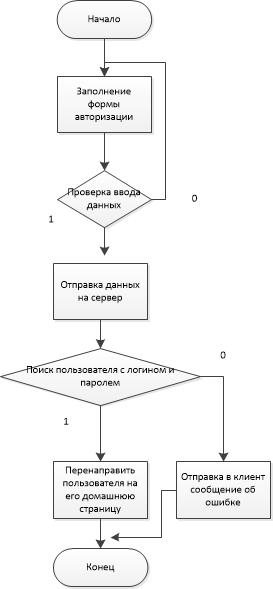 Начало
Заполнение
формы
авторизации
Проверка ввода
данных
0
1
Отправка данных
на сервер
Поиск пользователя с логином и
паролем
0
1
Перенаправить
пользователя на
его домашнюю
страницу
Отправка в клиент
сообщение об
ошибке
Конец